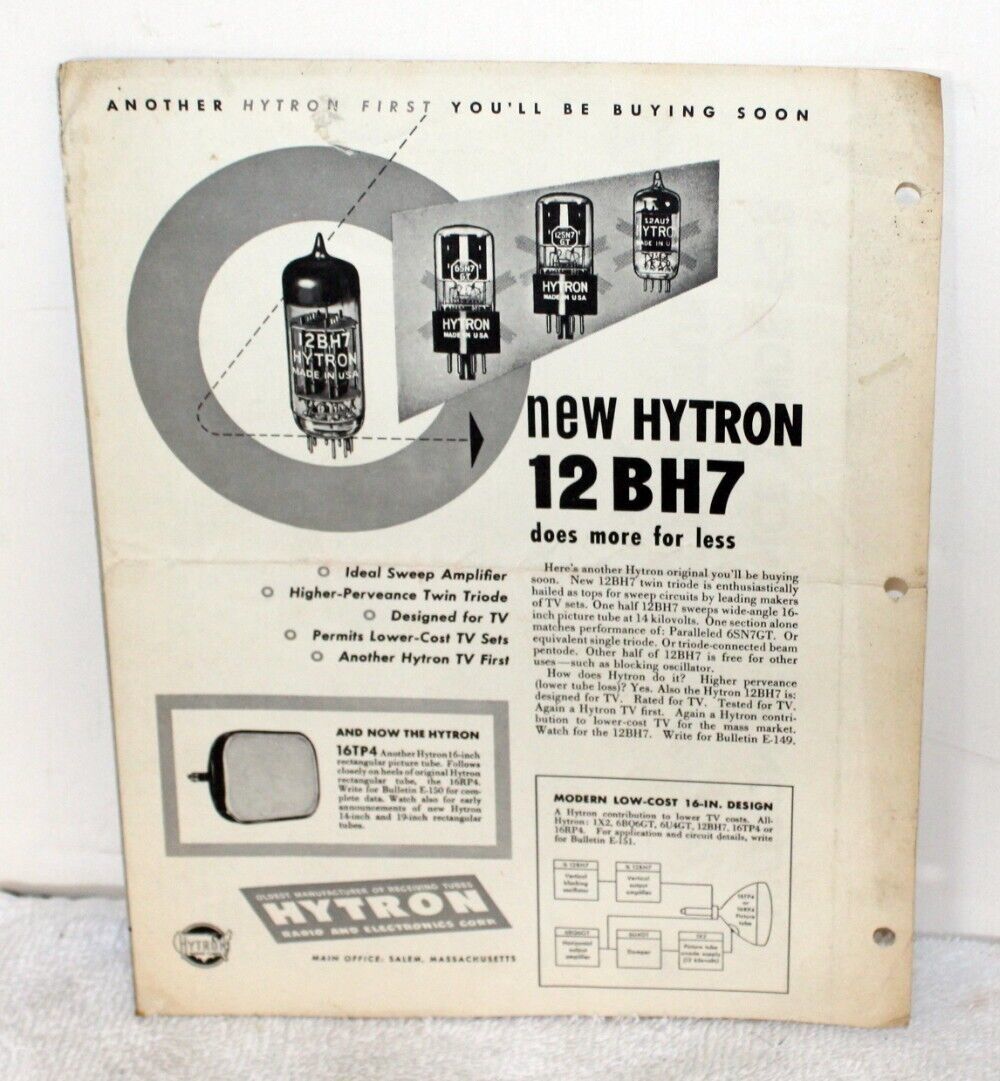 ANOTHER HYTRON FIRST YOU'LL BE BUYING SOON
12BH7
HYTRON
MADE IN USA
6SN7
GT
HYTRON
MADE IN USA
12SN7
GT
HYTRON
MADE IN USA
12AU7
HYTRON
MADE IN U
new HYTRON
12 BH7
does more for less
Ideal Sweep Amplifier
Higher-Perveance Twin Triode
Designed for TV
Permits Lower-Cost TV Sets
Another Hytron TV First
Here's another Hytron original you'll be buying
soon. New 12BH7 twin triode is enthusiastically
hailed as tops for sweep circuits by leading makers
of TV sets. One half 12BH7 sweeps wide-angle 16-
inch picture tube at 14 kilovolts. One section alone
matches performance of: Paralleled 6SN7GT. Or
equivalent single triode. Or triode-connected beam
pentode. Other half of 12BH7 is free for other
uses—such as blocking oscillator.
How does Hytron do it? Higher perveance
(lower tube loss)? Yes. Also the Hytron 12BH7 is:
designed for TV. Rated for TV. Tested for TV.
Again a Hytron TV first. Again a Hytron contri-
bution to lower-cost TV for the mass market.
Watch for the 12BH7. Write for Bulletin E-149.
AND NOW THE HYTRON
16TP4 Another Hytron 16-inch
rectangular picture tube. Follows
closely on heels of original Hytron
rectangular tube, the 16RP4.
Write for Bulletin E-150 for com-
plete data. Watch also for early
announcements of new Hytron
14-inch and 19-inch rectangular
tubes.
MODERN LOW-COST 16-IN. DESIGN
A Hytron contribution to lower TV costs. All-
Hytron: 1X2, 6BQ6GT, 6U4GT, 12BH7, 16TP4 or
16RP4. For application and circuit details, write
for Bulletin E-151.
½ 12BH7
Vertical
blocking
oscillator
½ 12BH7
Vertical
output
amplifier
16TP4
or
16RP4
Picture
tube
6BQ6GT
Horizontal
output
amplifier
6U4GT
Damper
1X2
Picture tube
anode supply
OLDEST MANUFACTURER OF RECEIVING TUBES
HYTRON
RADIO AND ELECTRONICS CORP.
HYTRON
MAIN OFFICE: SALEM, MASSACHUSETTS